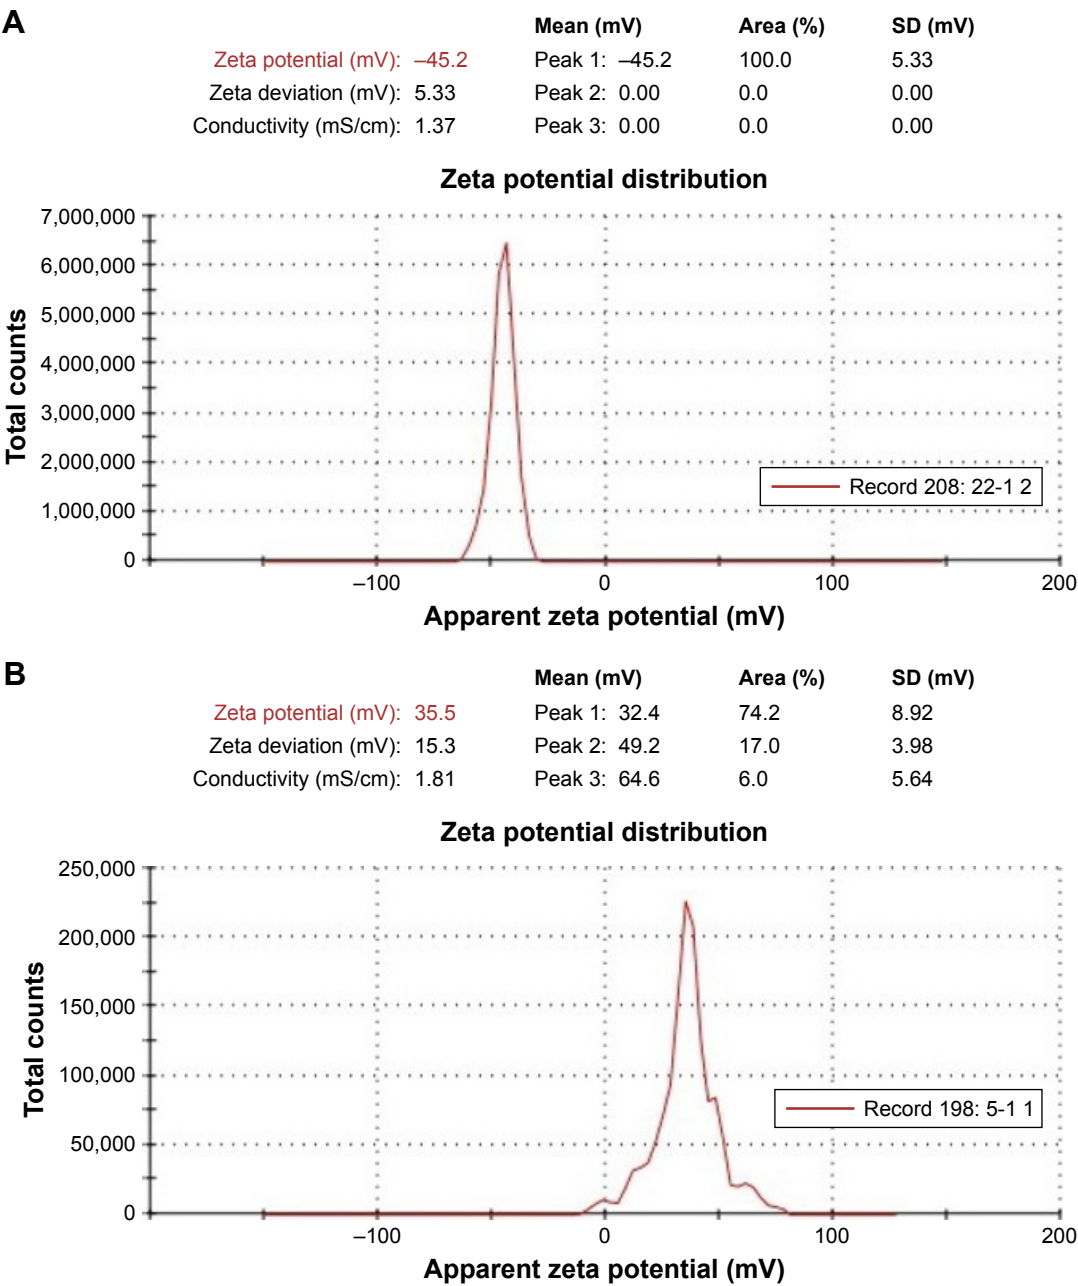 A
Mean (mV) Area (%) SD (mV)
Zeta potential (mV): –45.2 Peak 1: –45.2 100.0 5.33
Zeta deviation (mV): 5.33 Peak 2: 0.00 0.0 0.00
Conductivity (mS/cm): 1.37 Peak 3: 0.00 0.0 0.00
Zeta potential distribution
Total counts
7,000,000
6,000,000
5,000,000
4,000,000
3,000,000
2,000,000
1,000,000
0
Record 208: 22-1 2
–100 0 100 200
Apparent zeta potential (mV)
B
Mean (mV) Area (%) SD (mV)
Zeta potential (mV): 35.5 Peak 1: 32.4 74.2 8.92
Zeta deviation (mV): 15.3 Peak 2: 49.2 17.0 3.98
Conductivity (mS/cm): 1.81 Peak 3: 64.6 6.0 5.64
Zeta potential distribution
Total counts
250,000
200,000
150,000
100,000
50,000
0
Record 198: 5-1 1
–100 0 100 200
Apparent zeta potential (mV)